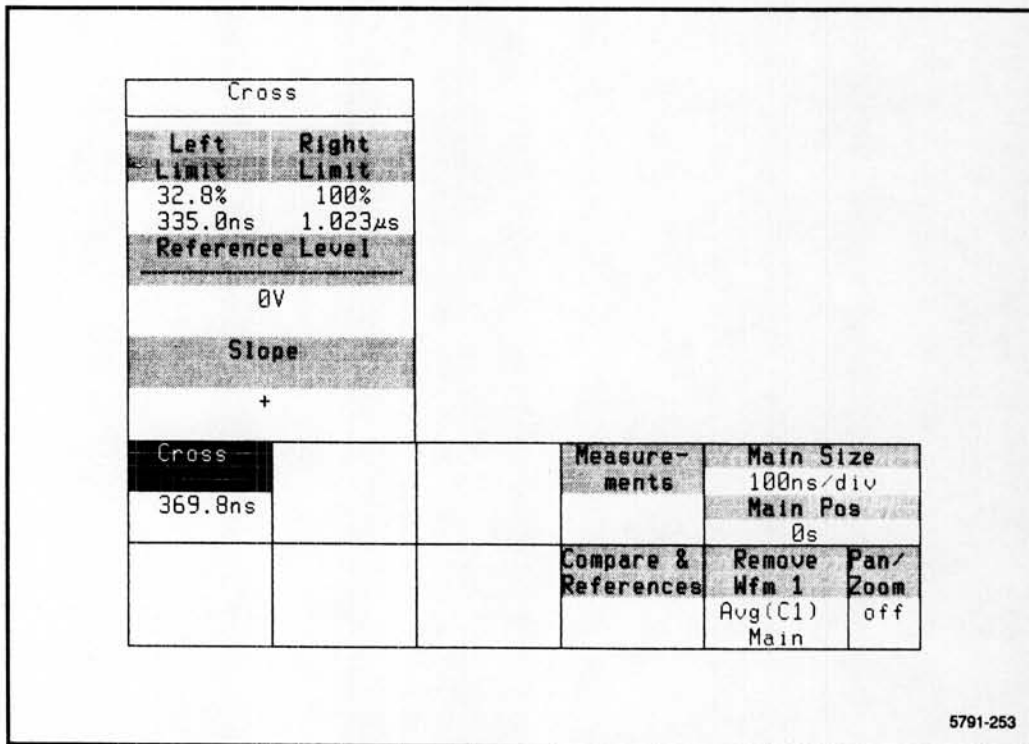 Cross
Left Right
Limit Limit
32.8% 100%
335.0ns 1.023µs
Reference Level
0V
Slope
+
Cross
369.8ns
Measure-
ments
Main Size
100ns/div
Main Pos
0s
Compare &
References
Remove
Wfm 1
Avg(C1)
Main
Pan/
Zoom
off
5791-253